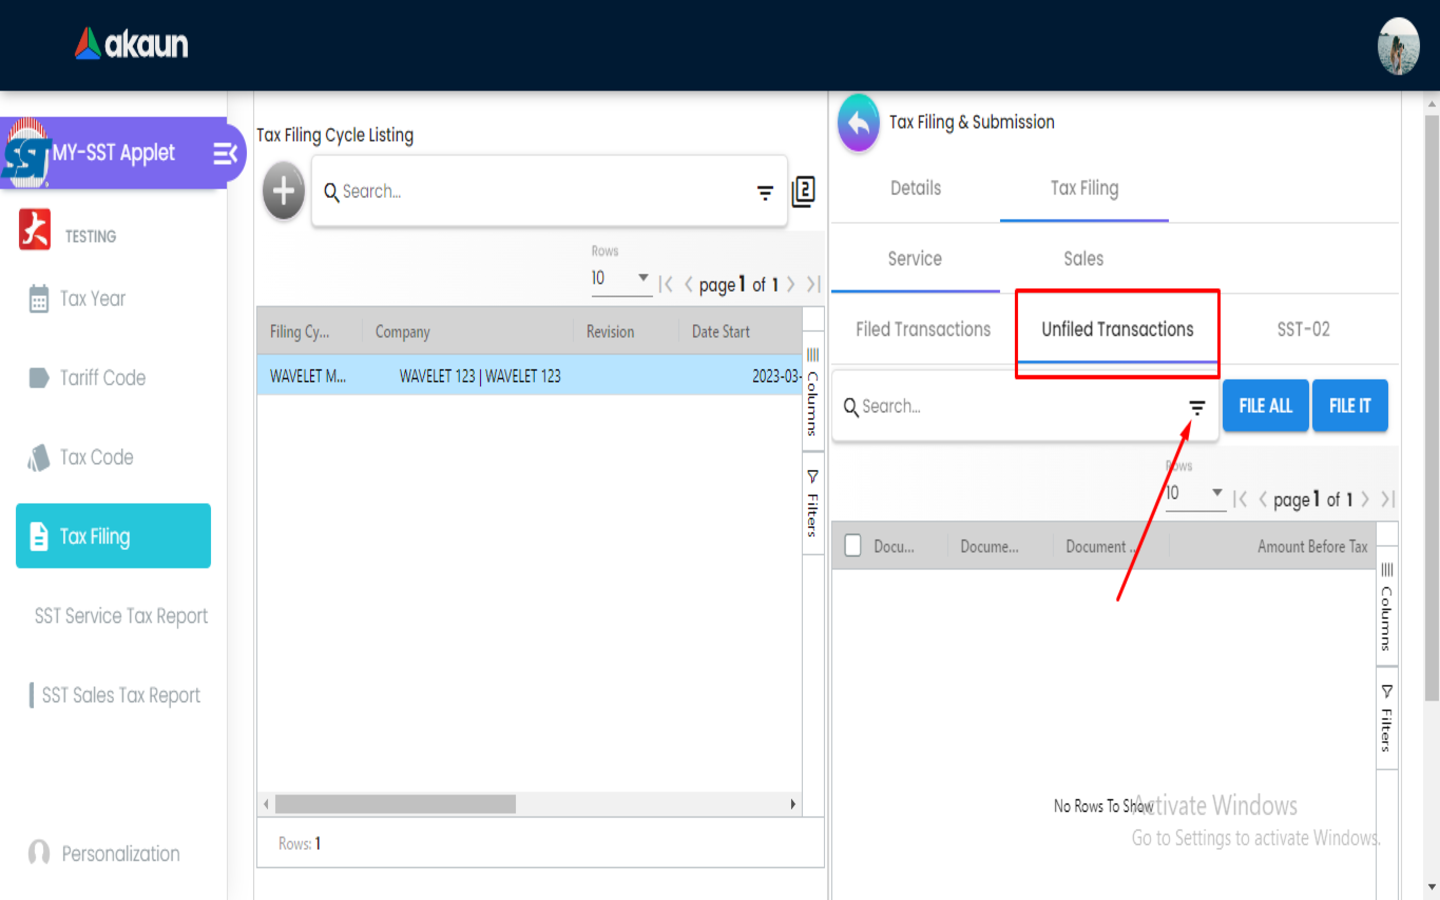 akaun
SST
MY-SST Applet
TESTING
Tax Year
Tariff Code
Tax Code
Tax Filing
SST Service Tax Report
SST Sales Tax Report
Personalization
Tax Filing Cycle Listing
Search...
2
Rows
10
page 1 of 1
Filing Cy...
Company
Revision
Date Start
WAVELET M...
WAVELET 123 | WAVELET 123
2023-03-
Columns
Filters
Rows: 1
Tax Filing & Submission
Details
Tax Filing
Service
Sales
Filed Transactions
Unfiled Transactions
SST-02
Search...
FILE ALL
FILE IT
Rows
10
page 1 of 1
Docu...
Docume...
Document ...
Amount Before Tax
Columns
Filters
No Rows To Show
Activate Windows
Go to Settings to activate Windows.